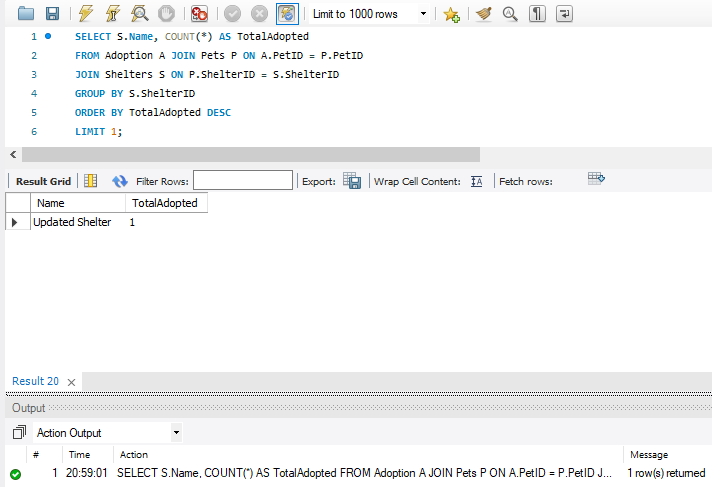 Limit to 1000 rows
1 SELECT S.Name, COUNT(*) AS TotalAdopted
2 FROM Adoption A JOIN Pets P ON A.PetID = P.PetID
3 JOIN Shelters S ON P.ShelterID = S.ShelterID
4 GROUP BY S.ShelterID
5 ORDER BY TotalAdopted DESC
6 LIMIT 1;
Result Grid Filter Rows: Export: Wrap Cell Content: Fetch rows:
Name TotalAdopted
Updated Shelter 1
Result 20
Output
Action Output
# Time Action Message
1 20:59:01 SELECT S.Name, COUNT(*) AS TotalAdopted FROM Adoption A JOIN Pets P ON A.PetID = P.PetID J... 1 row(s) returned